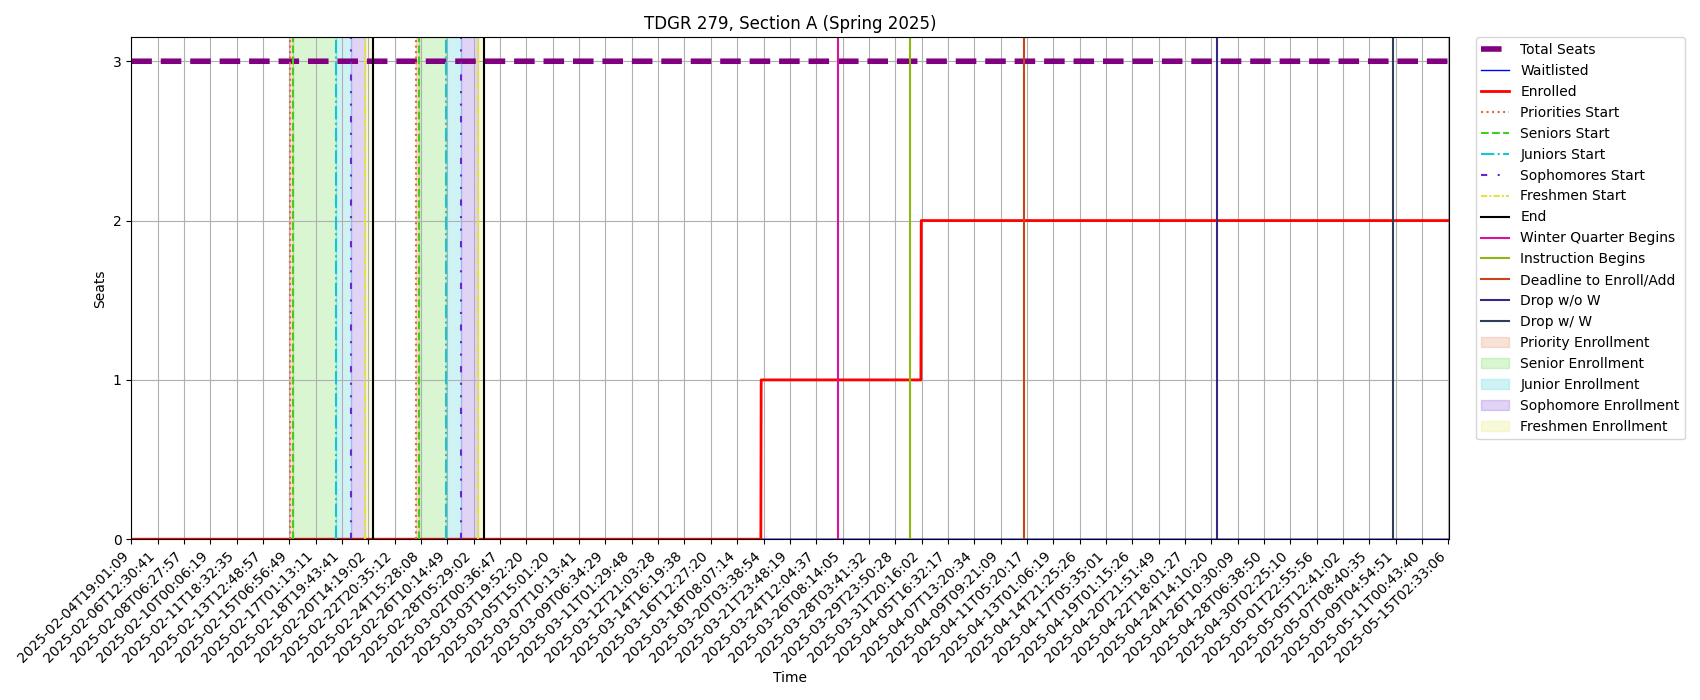 TDGR 279, Section A (Spring 2025)
Seats
3
2
1
0
2025-02-04T19:01:09
2025-02-06T12:30:41
2025-02-08T06:27:57
2025-02-10T00:06:19
2025-02-11T18:32:35
2025-02-13T12:48:57
2025-02-15T06:56:49
2025-02-17T01:13:11
2025-02-18T19:43:41
2025-02-20T14:19:02
2025-02-22T20:35:12
2025-02-24T15:28:08
2025-02-26T10:14:49
2025-02-28T05:29:02
2025-03-02T00:36:47
2025-03-03T19:52:20
2025-03-05T15:01:20
2025-03-07T10:13:41
2025-03-09T06:34:29
2025-03-11T01:29:48
2025-03-12T21:03:28
2025-03-14T16:19:38
2025-03-16T12:27:20
2025-03-18T08:07:14
2025-03-20T03:38:54
2025-03-21T23:48:19
2025-03-24T12:04:37
2025-03-26T08:14:05
2025-03-28T03:41:32
2025-03-29T23:50:28
2025-03-31T20:16:02
2025-04-05T16:32:17
2025-04-07T13:20:34
2025-04-09T09:21:09
2025-04-11T05:20:17
2025-04-13T01:06:19
2025-04-14T21:25:26
2025-04-17T05:35:01
2025-04-19T01:15:26
2025-04-20T21:51:49
2025-04-22T18:01:27
2025-04-24T14:10:20
2025-04-26T10:30:09
2025-04-28T06:38:50
2025-04-30T02:25:10
2025-05-01T22:55:56
2025-05-05T12:41:02
2025-05-07T08:40:35
2025-05-09T04:54:51
2025-05-11T00:43:40
2025-05-15T02:33:06
Time
Total Seats
Waitlisted
Enrolled
Priorities Start
Seniors Start
Juniors Start
Sophomores Start
Freshmen Start
End
Winter Quarter Begins
Instruction Begins
Deadline to Enroll/Add
Drop w/o W
Drop w/ W
Priority Enrollment
Senior Enrollment
Junior Enrollment
Sophomore Enrollment
Freshmen Enrollment